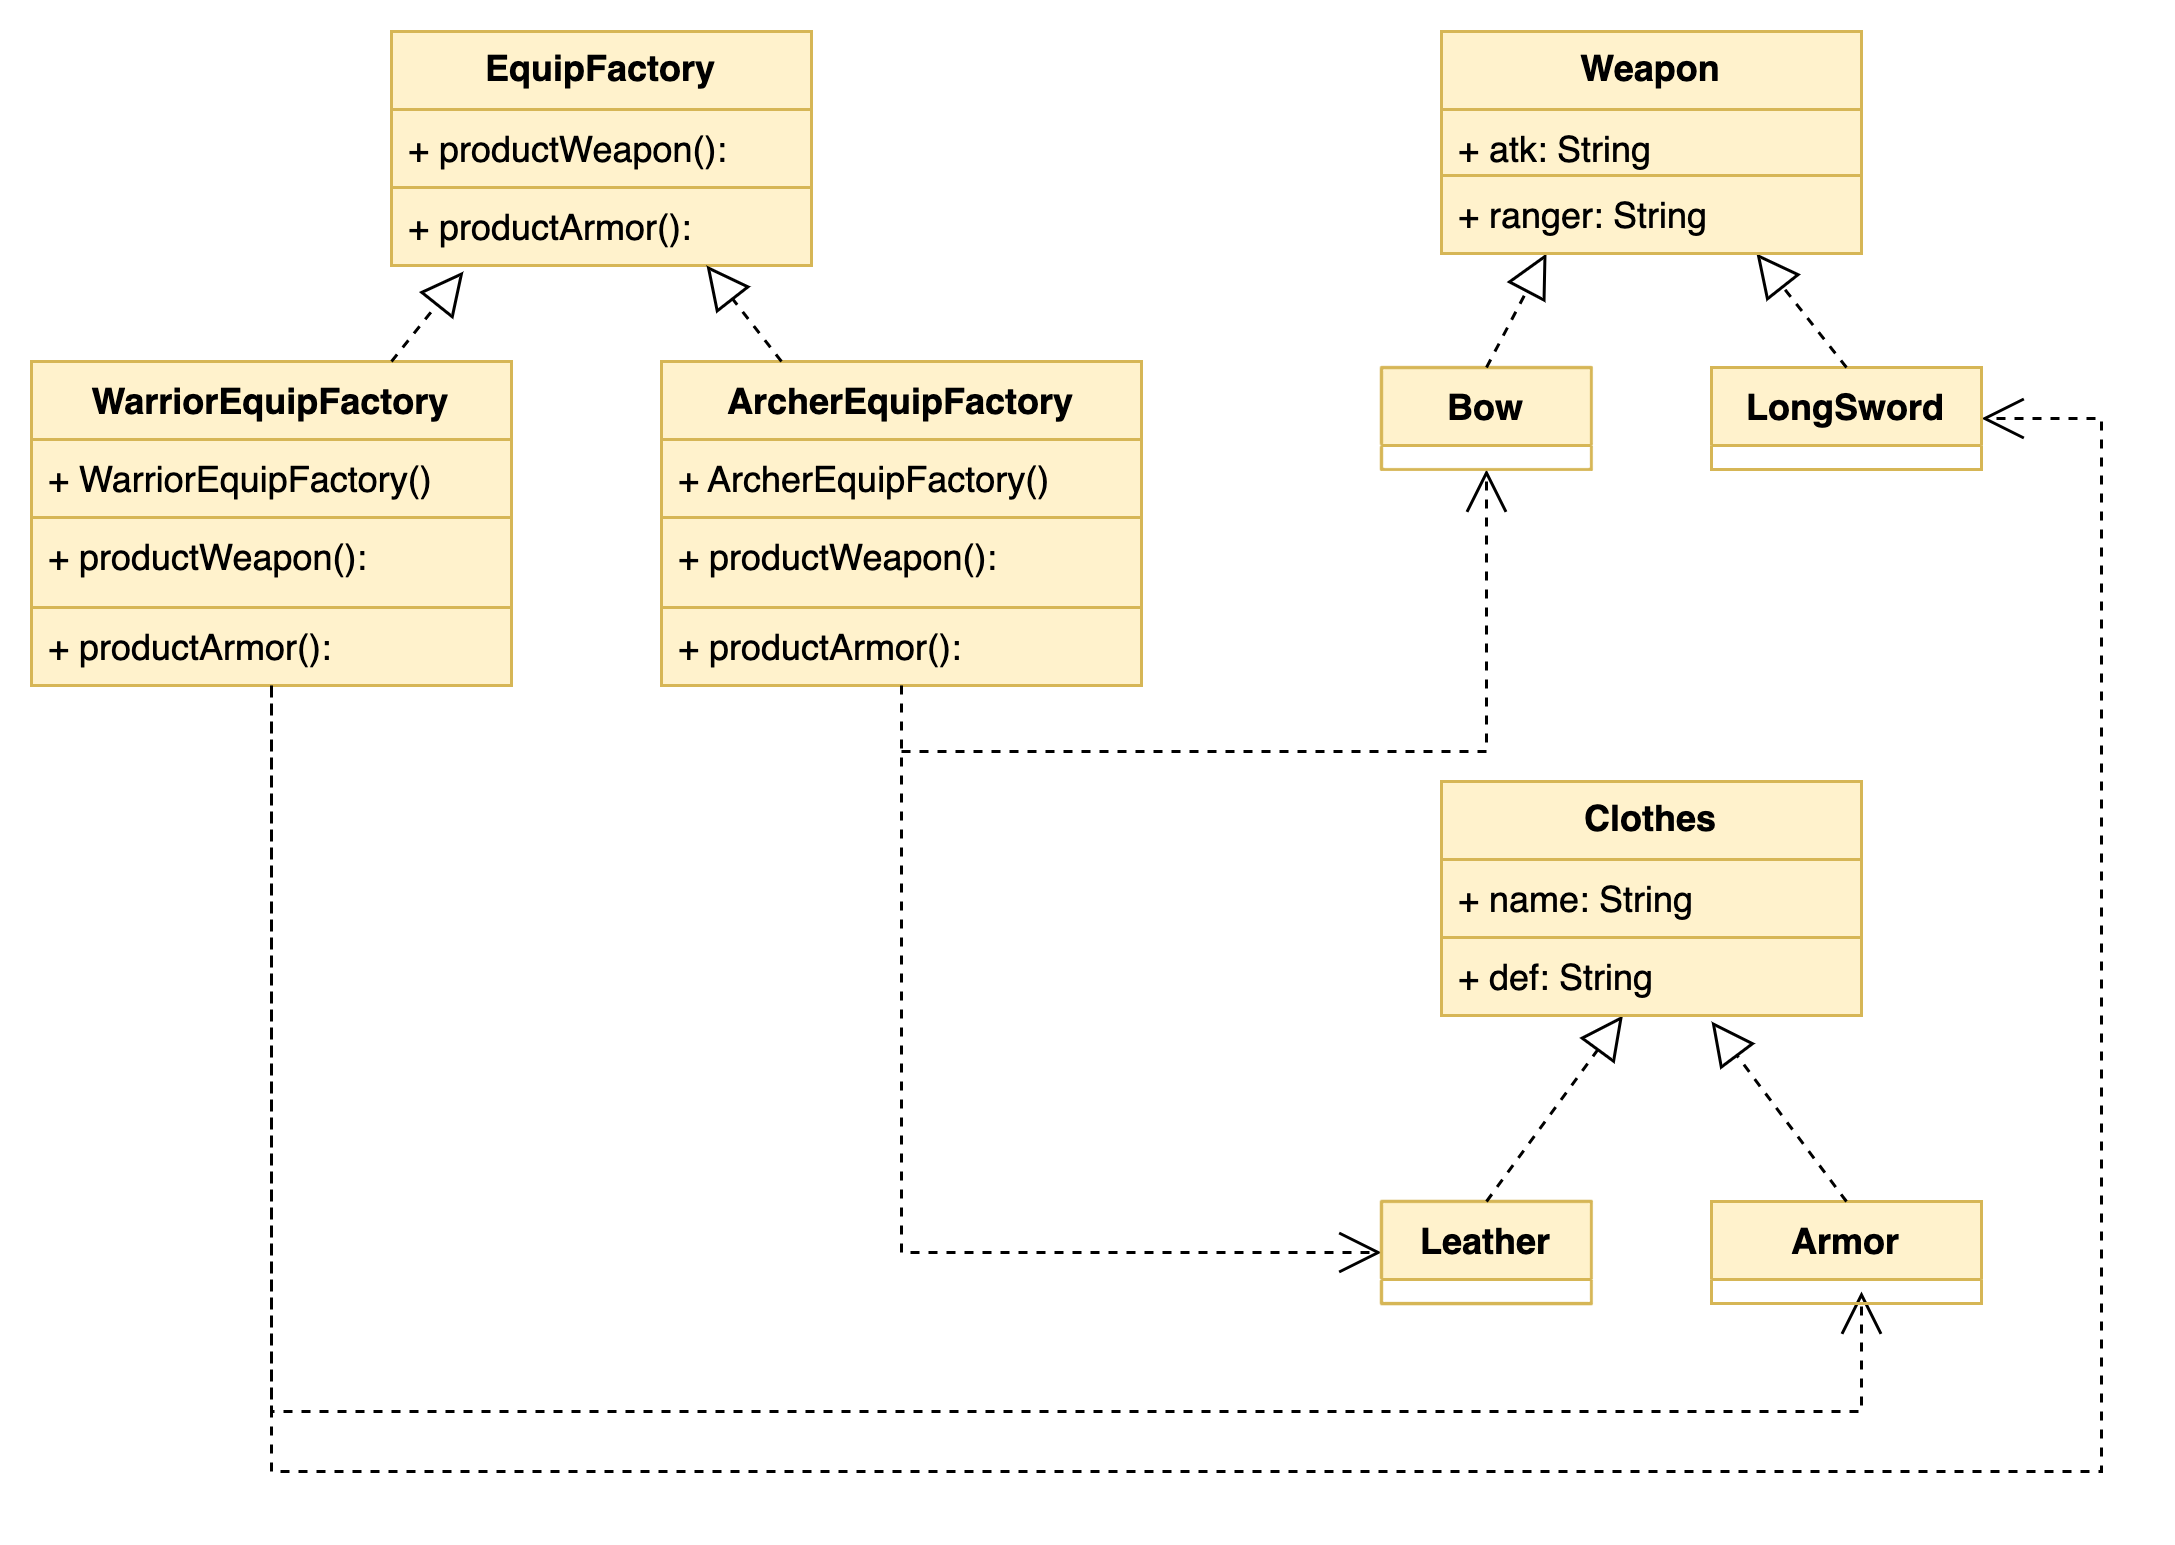 EquipFactory
+ productWeapon():
+ productArmor():
Weapon
+ atk: String
+ ranger: String
WarriorEquipFactory
+ WarriorEquipFactory()
+ productWeapon():
+ productArmor():
ArcherEquipFactory
+ ArcherEquipFactory()
+ productWeapon():
+ productArmor():
Bow
LongSword
Clothes
+ name: String
+ def: String
Leather
Armor